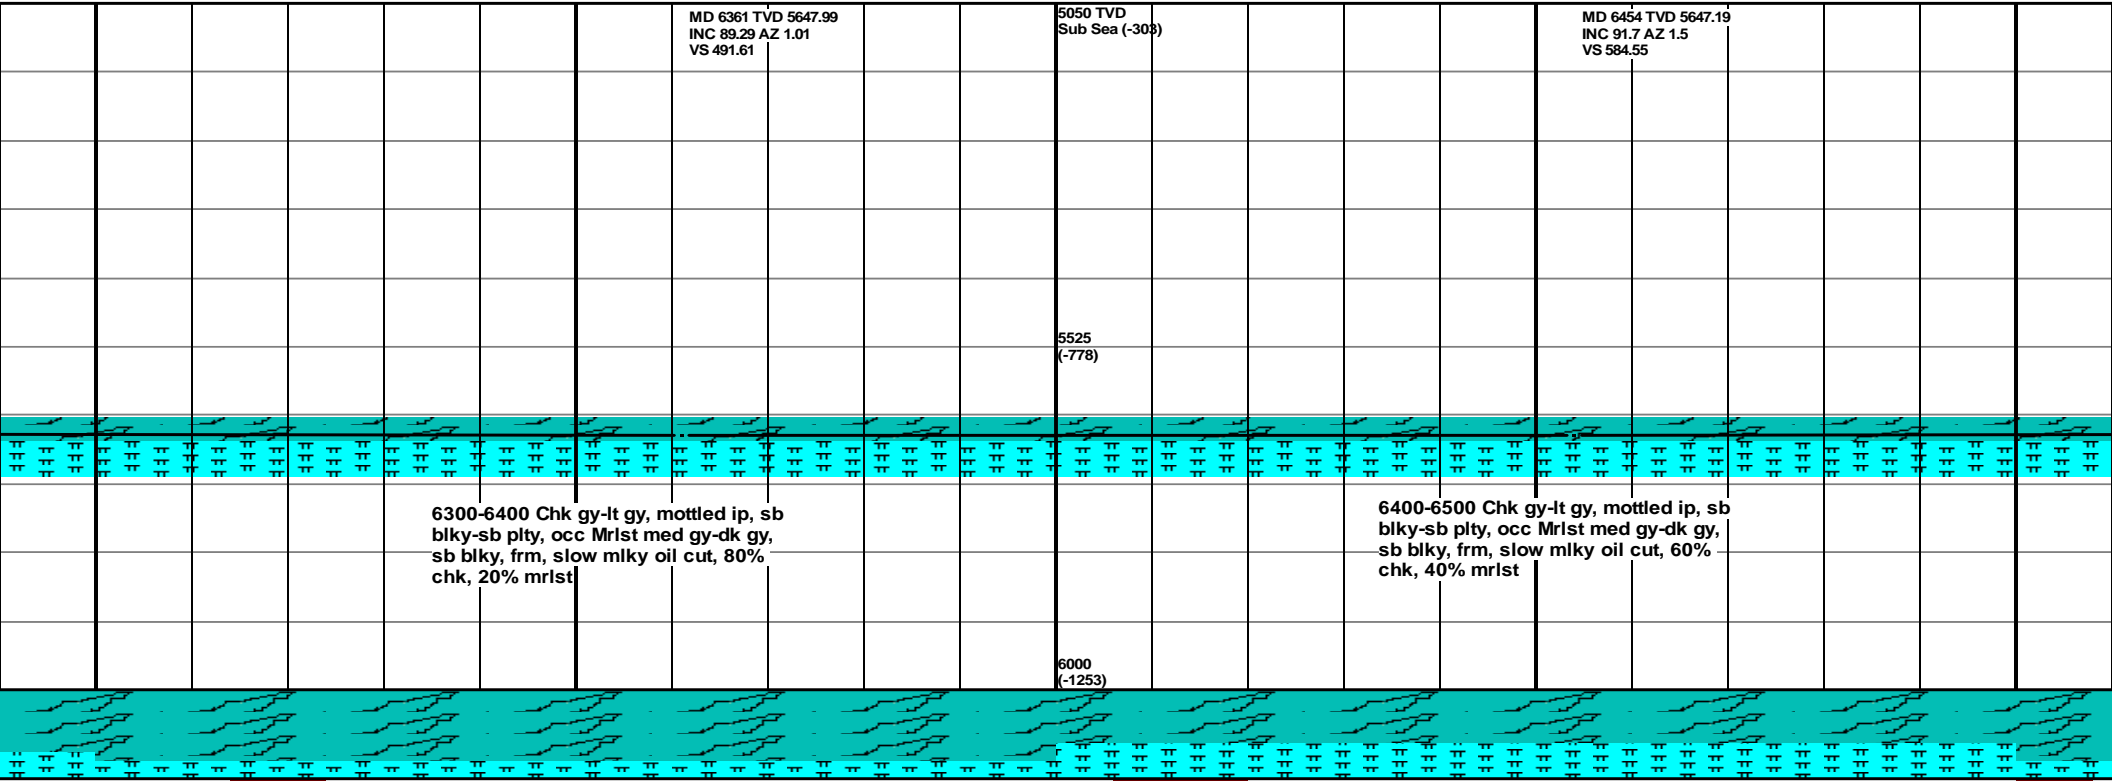 MD 6361 TVD 5647.99
INC 89.29 AZ 1.01
VS 491.61
5050 TVD
Sub Sea (-303)
MD 6454 TVD 5647.19
INC 91.7 AZ 1.5
VS 584.55
5525
(-778)
6300-6400 Chk gy-lt gy, mottled ip, sb
blky-sb plty, occ Mrlst med gy-dk gy,
sb blky, frm, slow mlky oil cut, 80%
chk, 20% mrlst
6400-6500 Chk gy-lt gy, mottled ip, sb
blky-sb plty, occ Mrlst med gy-dk gy,
sb blky, frm, slow mlky oil cut, 60%
chk, 40% mrlst
6000
(-1253)